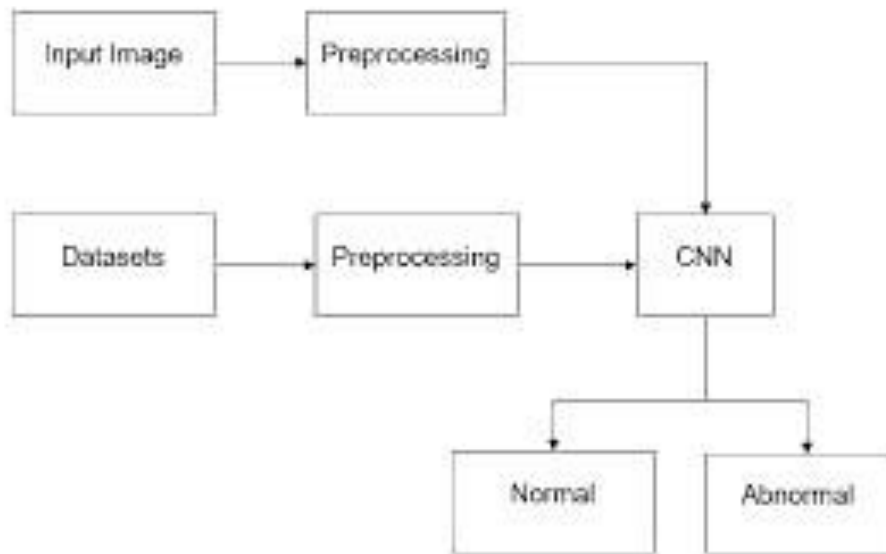 Input Image
Preprocessing
Datasets
Preprocessing
CNN
Normal
Abnormal